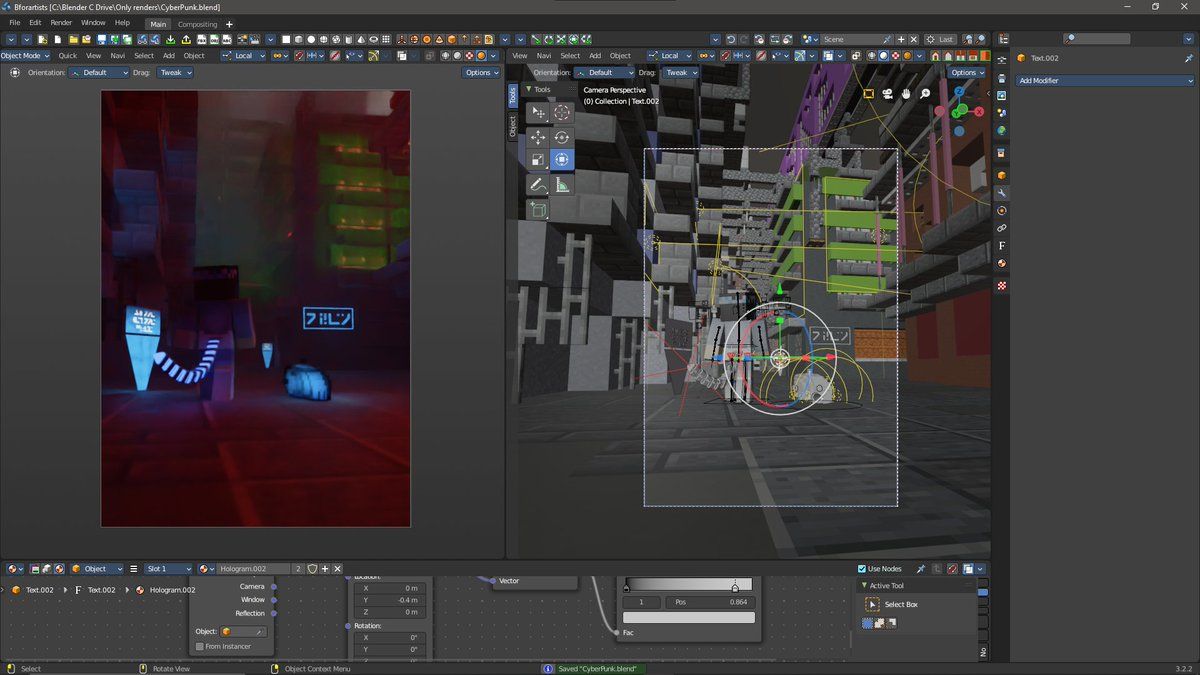 Bforartists [C:\Blender C Drive\Only renders\CyberPunk.blend]
File Edit Render Window Help Main Compositing +
Scene Last
Object Mode Quick View Navi Select Add Object Local
View Navi Select Add Object Local
Orientation: Default Drag: Tweak Options
Orientation: Default Drag: Tweak Options
Text.002
Add Modifier
Tools
Object
Tools
Camera Perspective
(0) Collection | Text.002
X
Y
Z
Object Slot 1 Hologram.002 2 Use Nodes
Text.002 Text.002 Hologram.002
Camera
Window
Reflection
Object:
From Instancer
Location:
X 0 m
Y -0.4 m
Z 0 m
Rotation:
X 0°
Y 0°
Vector
1 Pos 0.864
Fac
Active Tool
Select Box
No
Select Rotate View Object Context Menu Saved "CyberPunk.blend" 3.2.2